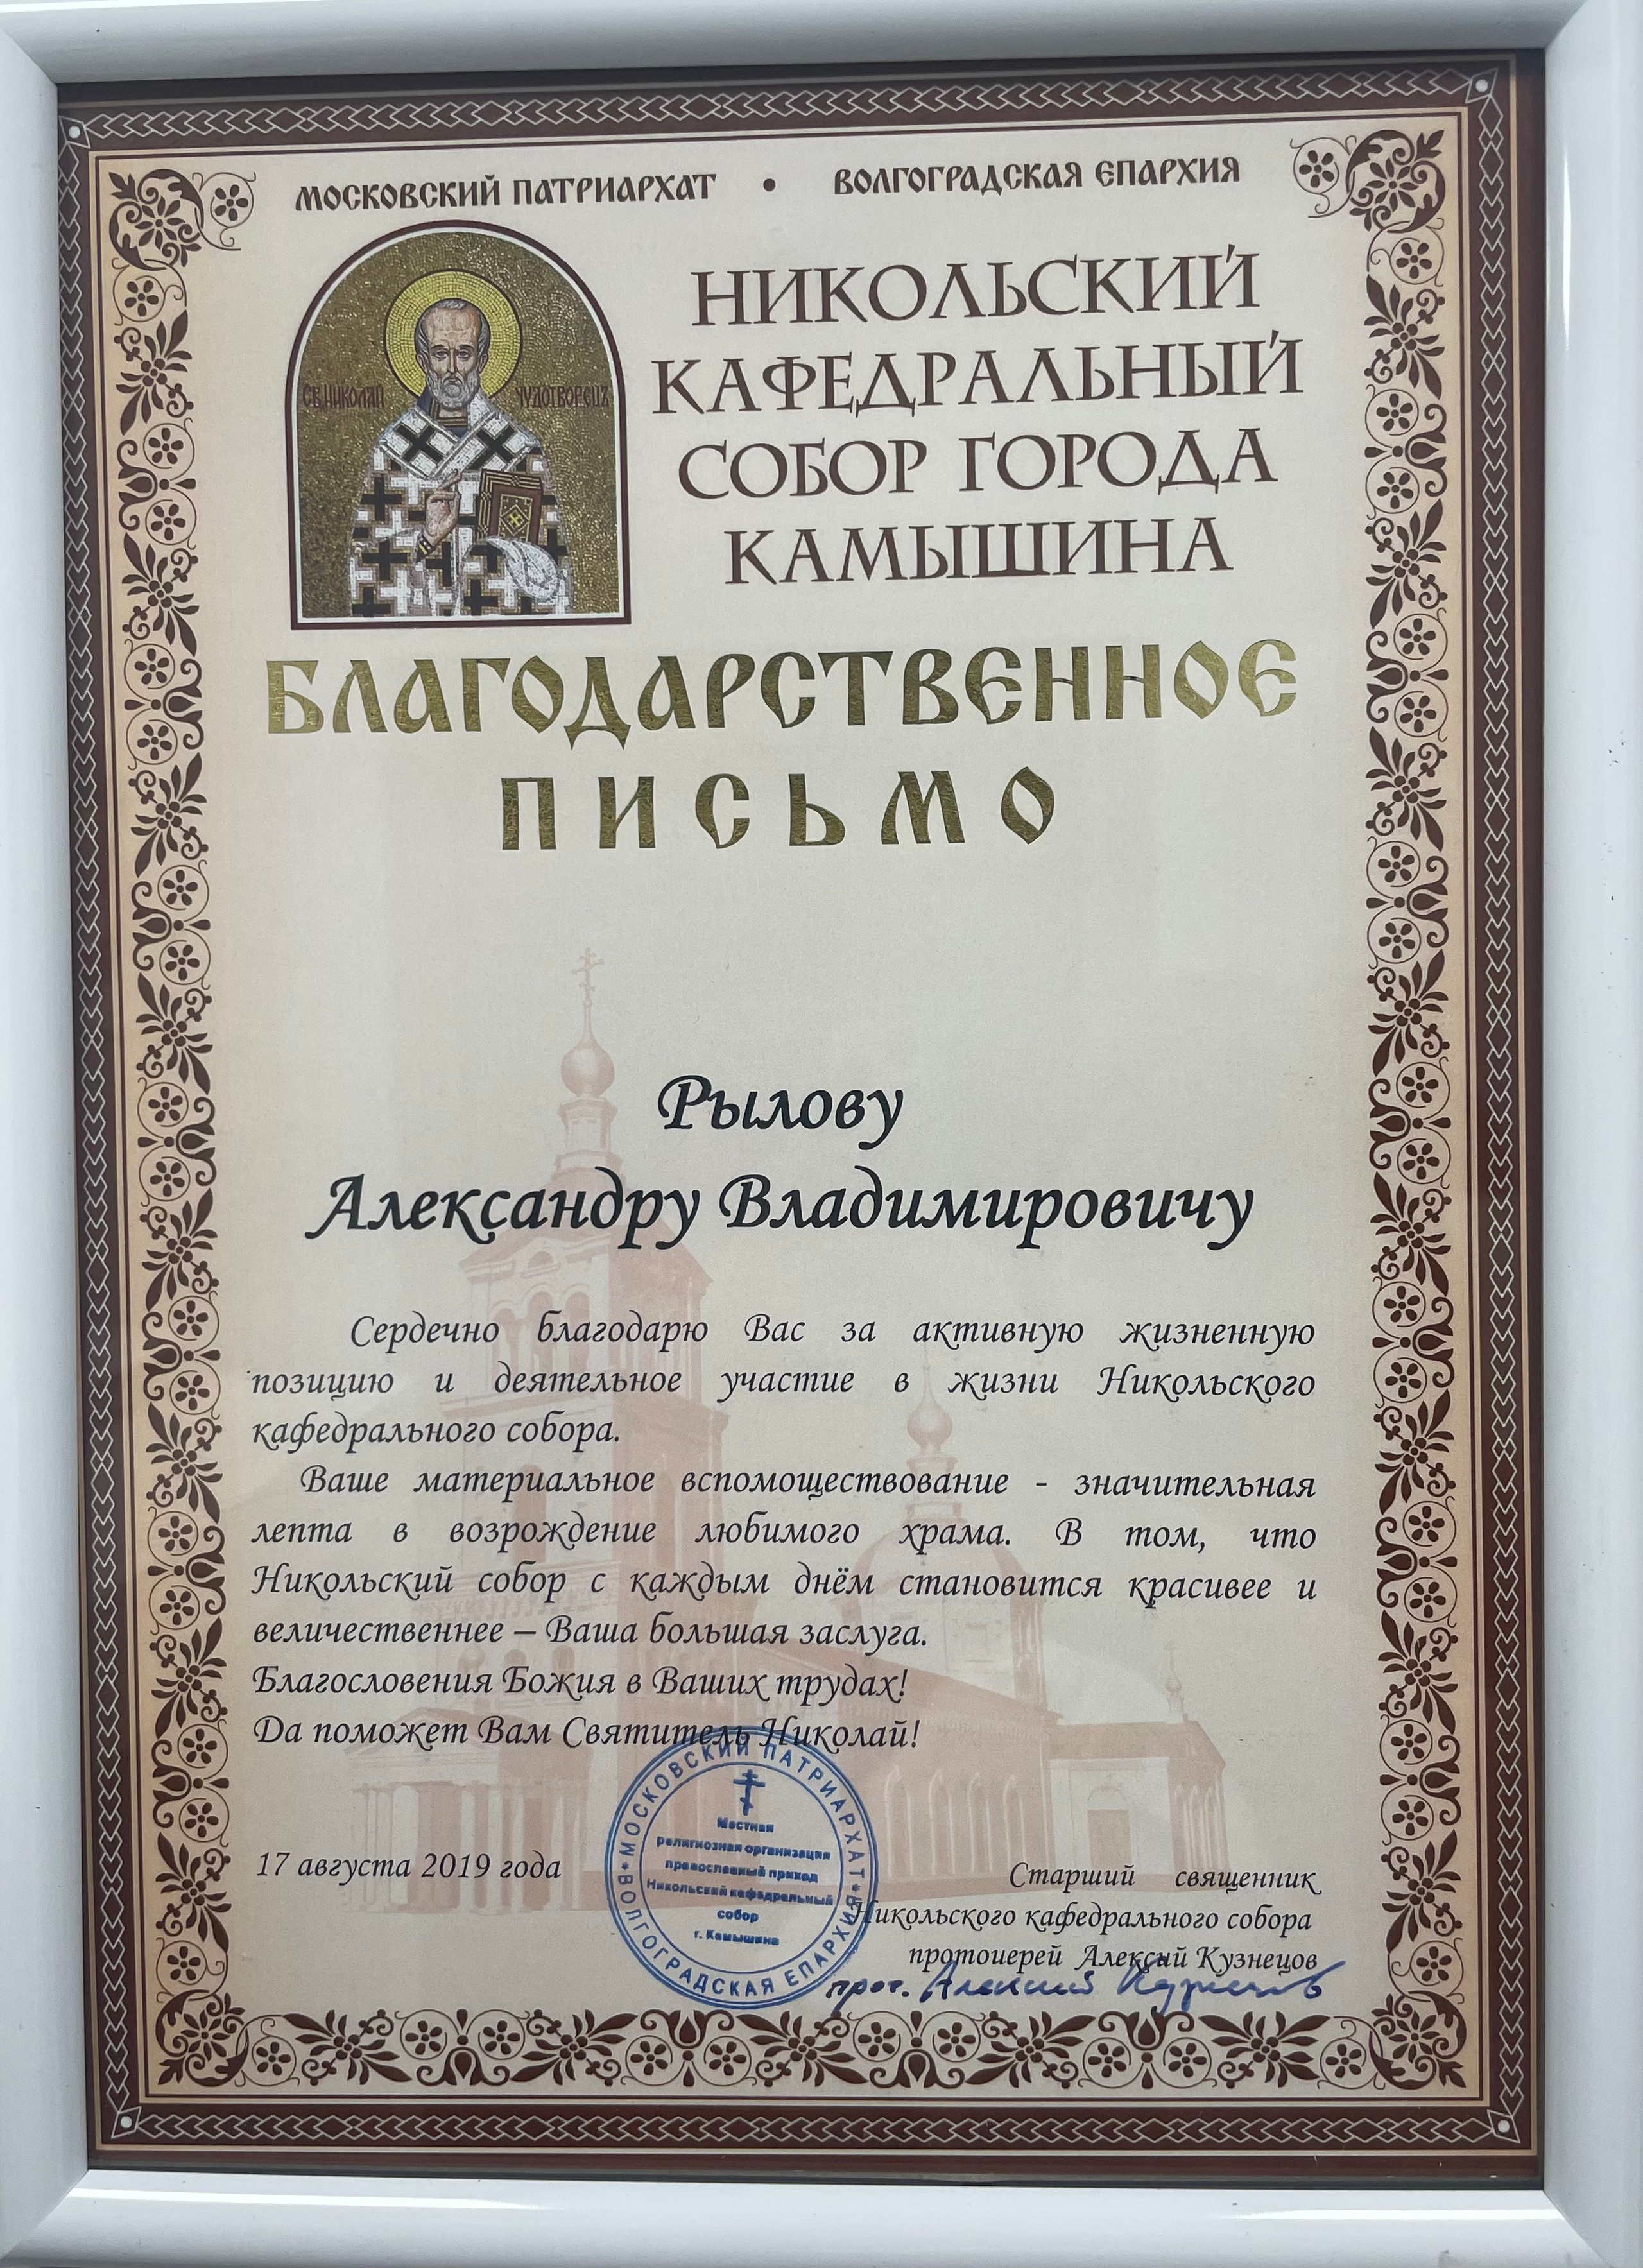 МОСКОВСКИЙ ПАТРИАРХАТ • ВОЛГОГРАДСКАЯ ЕПАРХИЯ
СВ НИКОЛАЙ ЧУДОТВОРЕЦЪ
НИКОЛЬСКИЙ
КАФЕДРАЛЬНЫЙ
СОБОР ГОРОДА
КАМЫШИНА
БЛАГОДАРСТВЕННОЕ
ПИСЬМО
Рылову
Александру Владимировичу
Сердечно благодарю Вас за активную жизненную
позицию и деятельное участие в жизни Никольского
кафедрального собора.
Ваше материальное вспомоществование - значительная
лепта в возрождение любимого храма. В том, что
Никольский собор с каждым днём становится красивее и
величественнее – Ваша большая заслуга.
Благословения Божия в Ваших трудах!
Да поможет Вам Святитель Николай!
МОСКОВСКИЙ ПАТРИАРХАТ * ВОЛГОГРАДСКАЯ ЕПАРХИЯ *
Местная
религиозная организация
православный приход
Никольский кафедральный
собор
г. Камышина
17 августа 2019 года
Старший священник
Никольского кафедрального собора
протоиерей Алексий Кузнецов
прот. Алексий Кузнецов